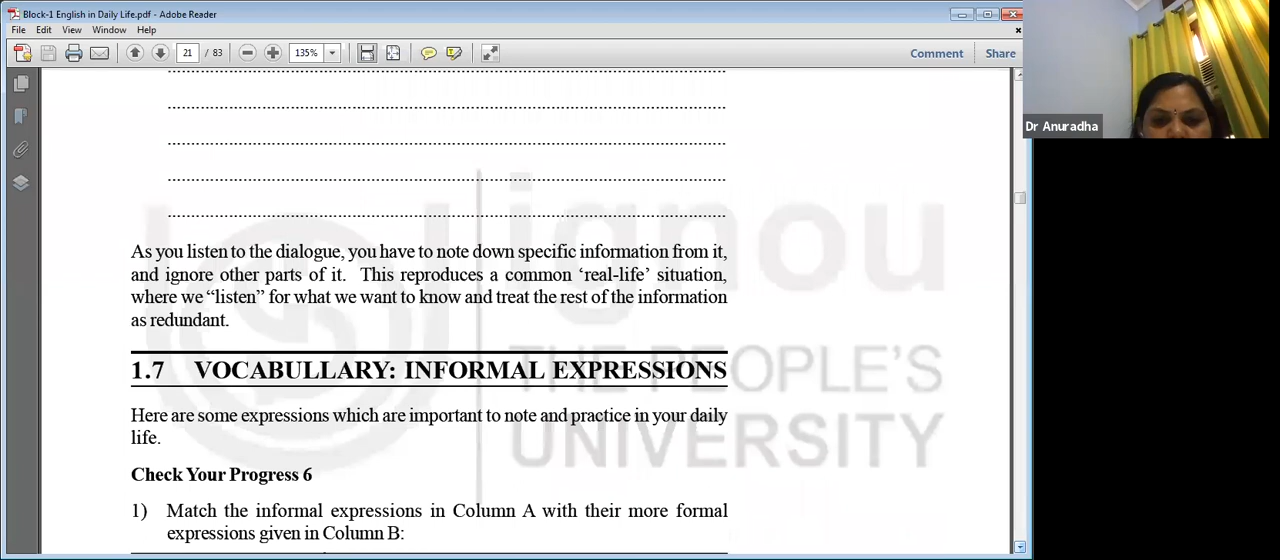 Block-1 English in Daily Life.pdf - Adobe Reader
File Edit View Window Help
21 / 83 135% Comment Share
Dr Anuradha
ignou
THE PEOPLE'S
UNIVERSITY
As you listen to the dialogue, you have to note down specific information from it,
and ignore other parts of it. This reproduces a common ‘real-life’ situation,
where we “listen” for what we want to know and treat the rest of the information
as redundant.
1.7 VOCABULLARY: INFORMAL EXPRESSIONS
Here are some expressions which are important to note and practice in your daily
life.
Check Your Progress 6
1) Match the informal expressions in Column A with their more formal
expressions given in Column B: